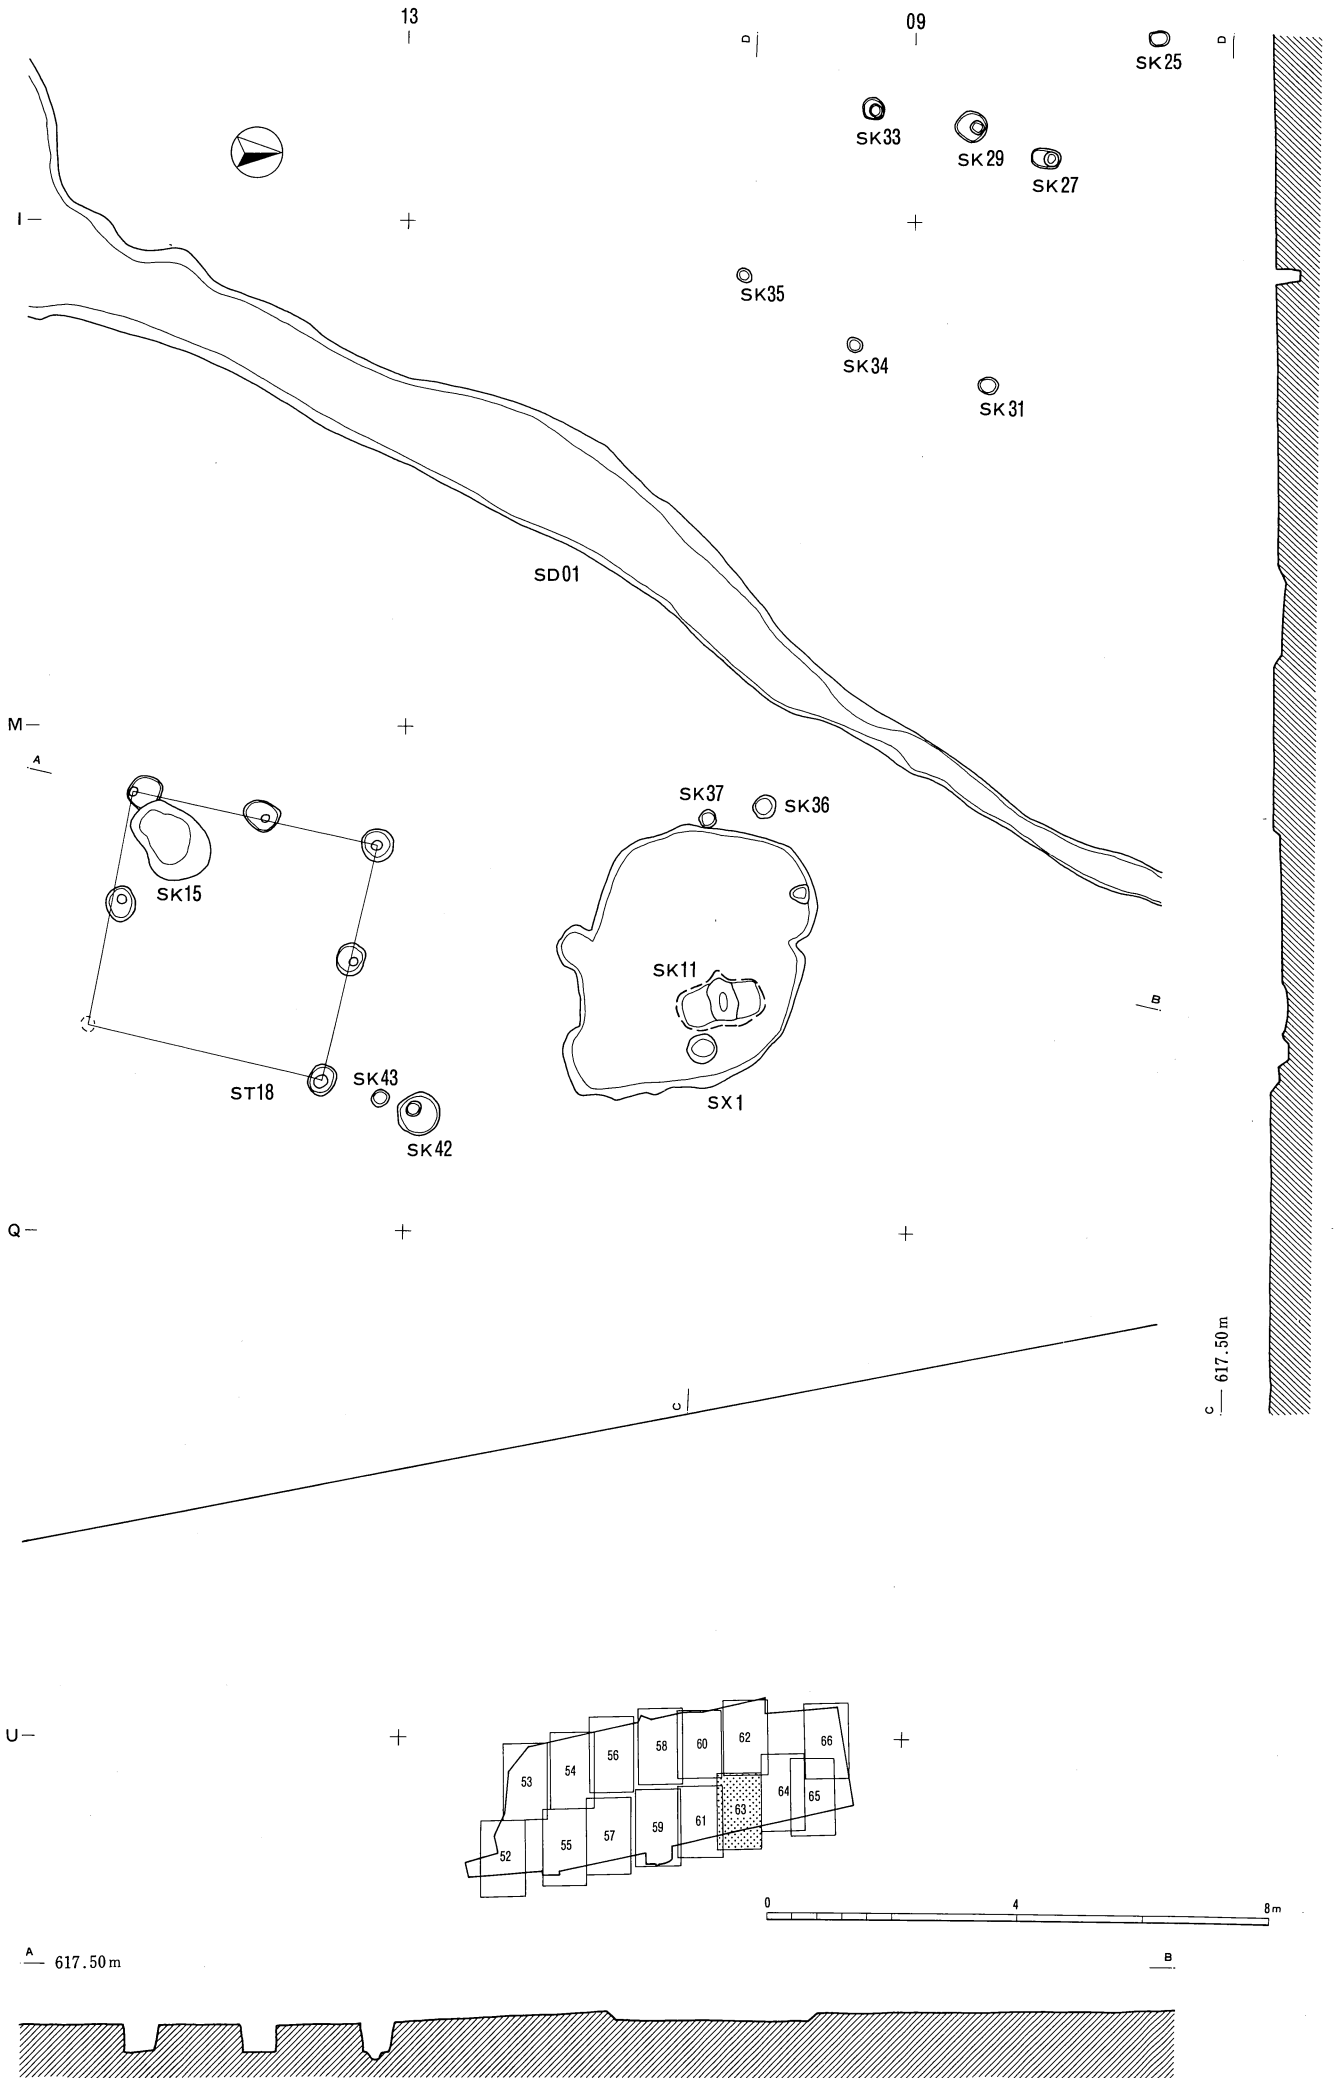 13
09
D
D
SK25
SK33
SK29
SK27
I
SK35
SK34
SK31
SD01
M
A
SK37
SK36
SK15
SK11
B
ST18
SK43
SK42
SX1
Q
C
C 617.50m
U
53
54
56
58
60
62
66
52
55
57
59
61
63
64
65
0
4
8m
A 617.50m
B